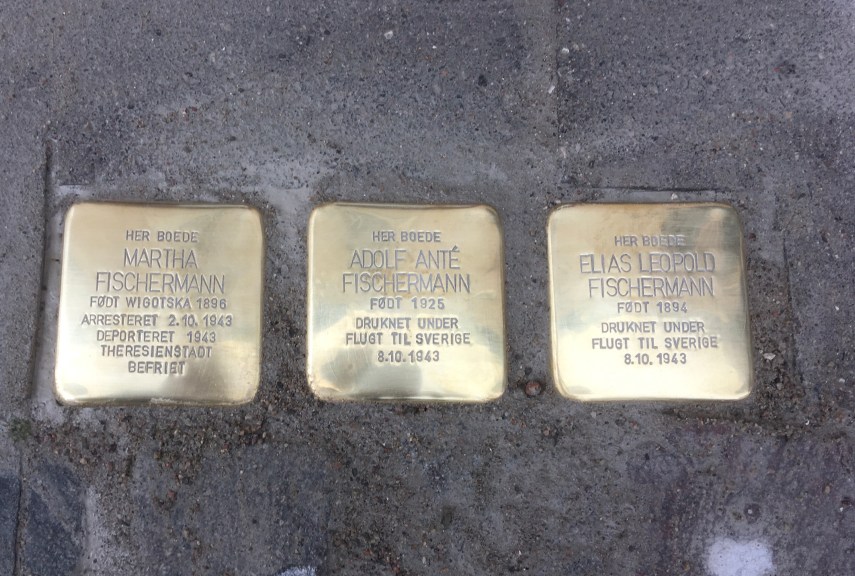 HER BOEDE
MARTHA
FISCHERMANN
FØDT WIGOTSKA 1896
ARRESTERET 2.10.1943
DEPORTERET 1943
THERESIENSTADT
BEFRIET
HER BOEDE
ADOLF ANTÉ
FISCHERMANN
FØDT 1925
DRUKNET UNDER
FLUGT TIL SVERIGE
8.10.1943
HER BOEDE
ELIAS LEOPOLD
FISCHERMANN
FØDT 1894
DRUKNET UNDER
FLUGT TIL SVERIGE
8.10.1943